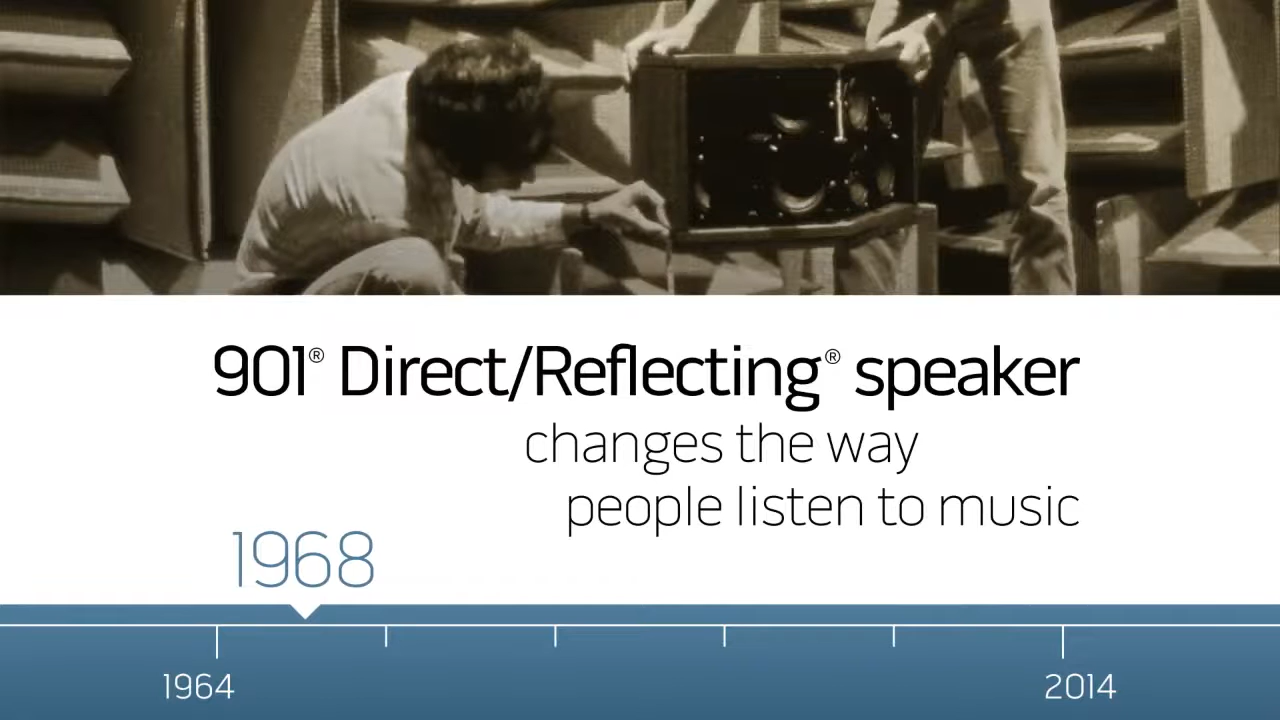 901® Direct/Reflecting® speaker
changes the way
people listen to music
1968
1964
2014